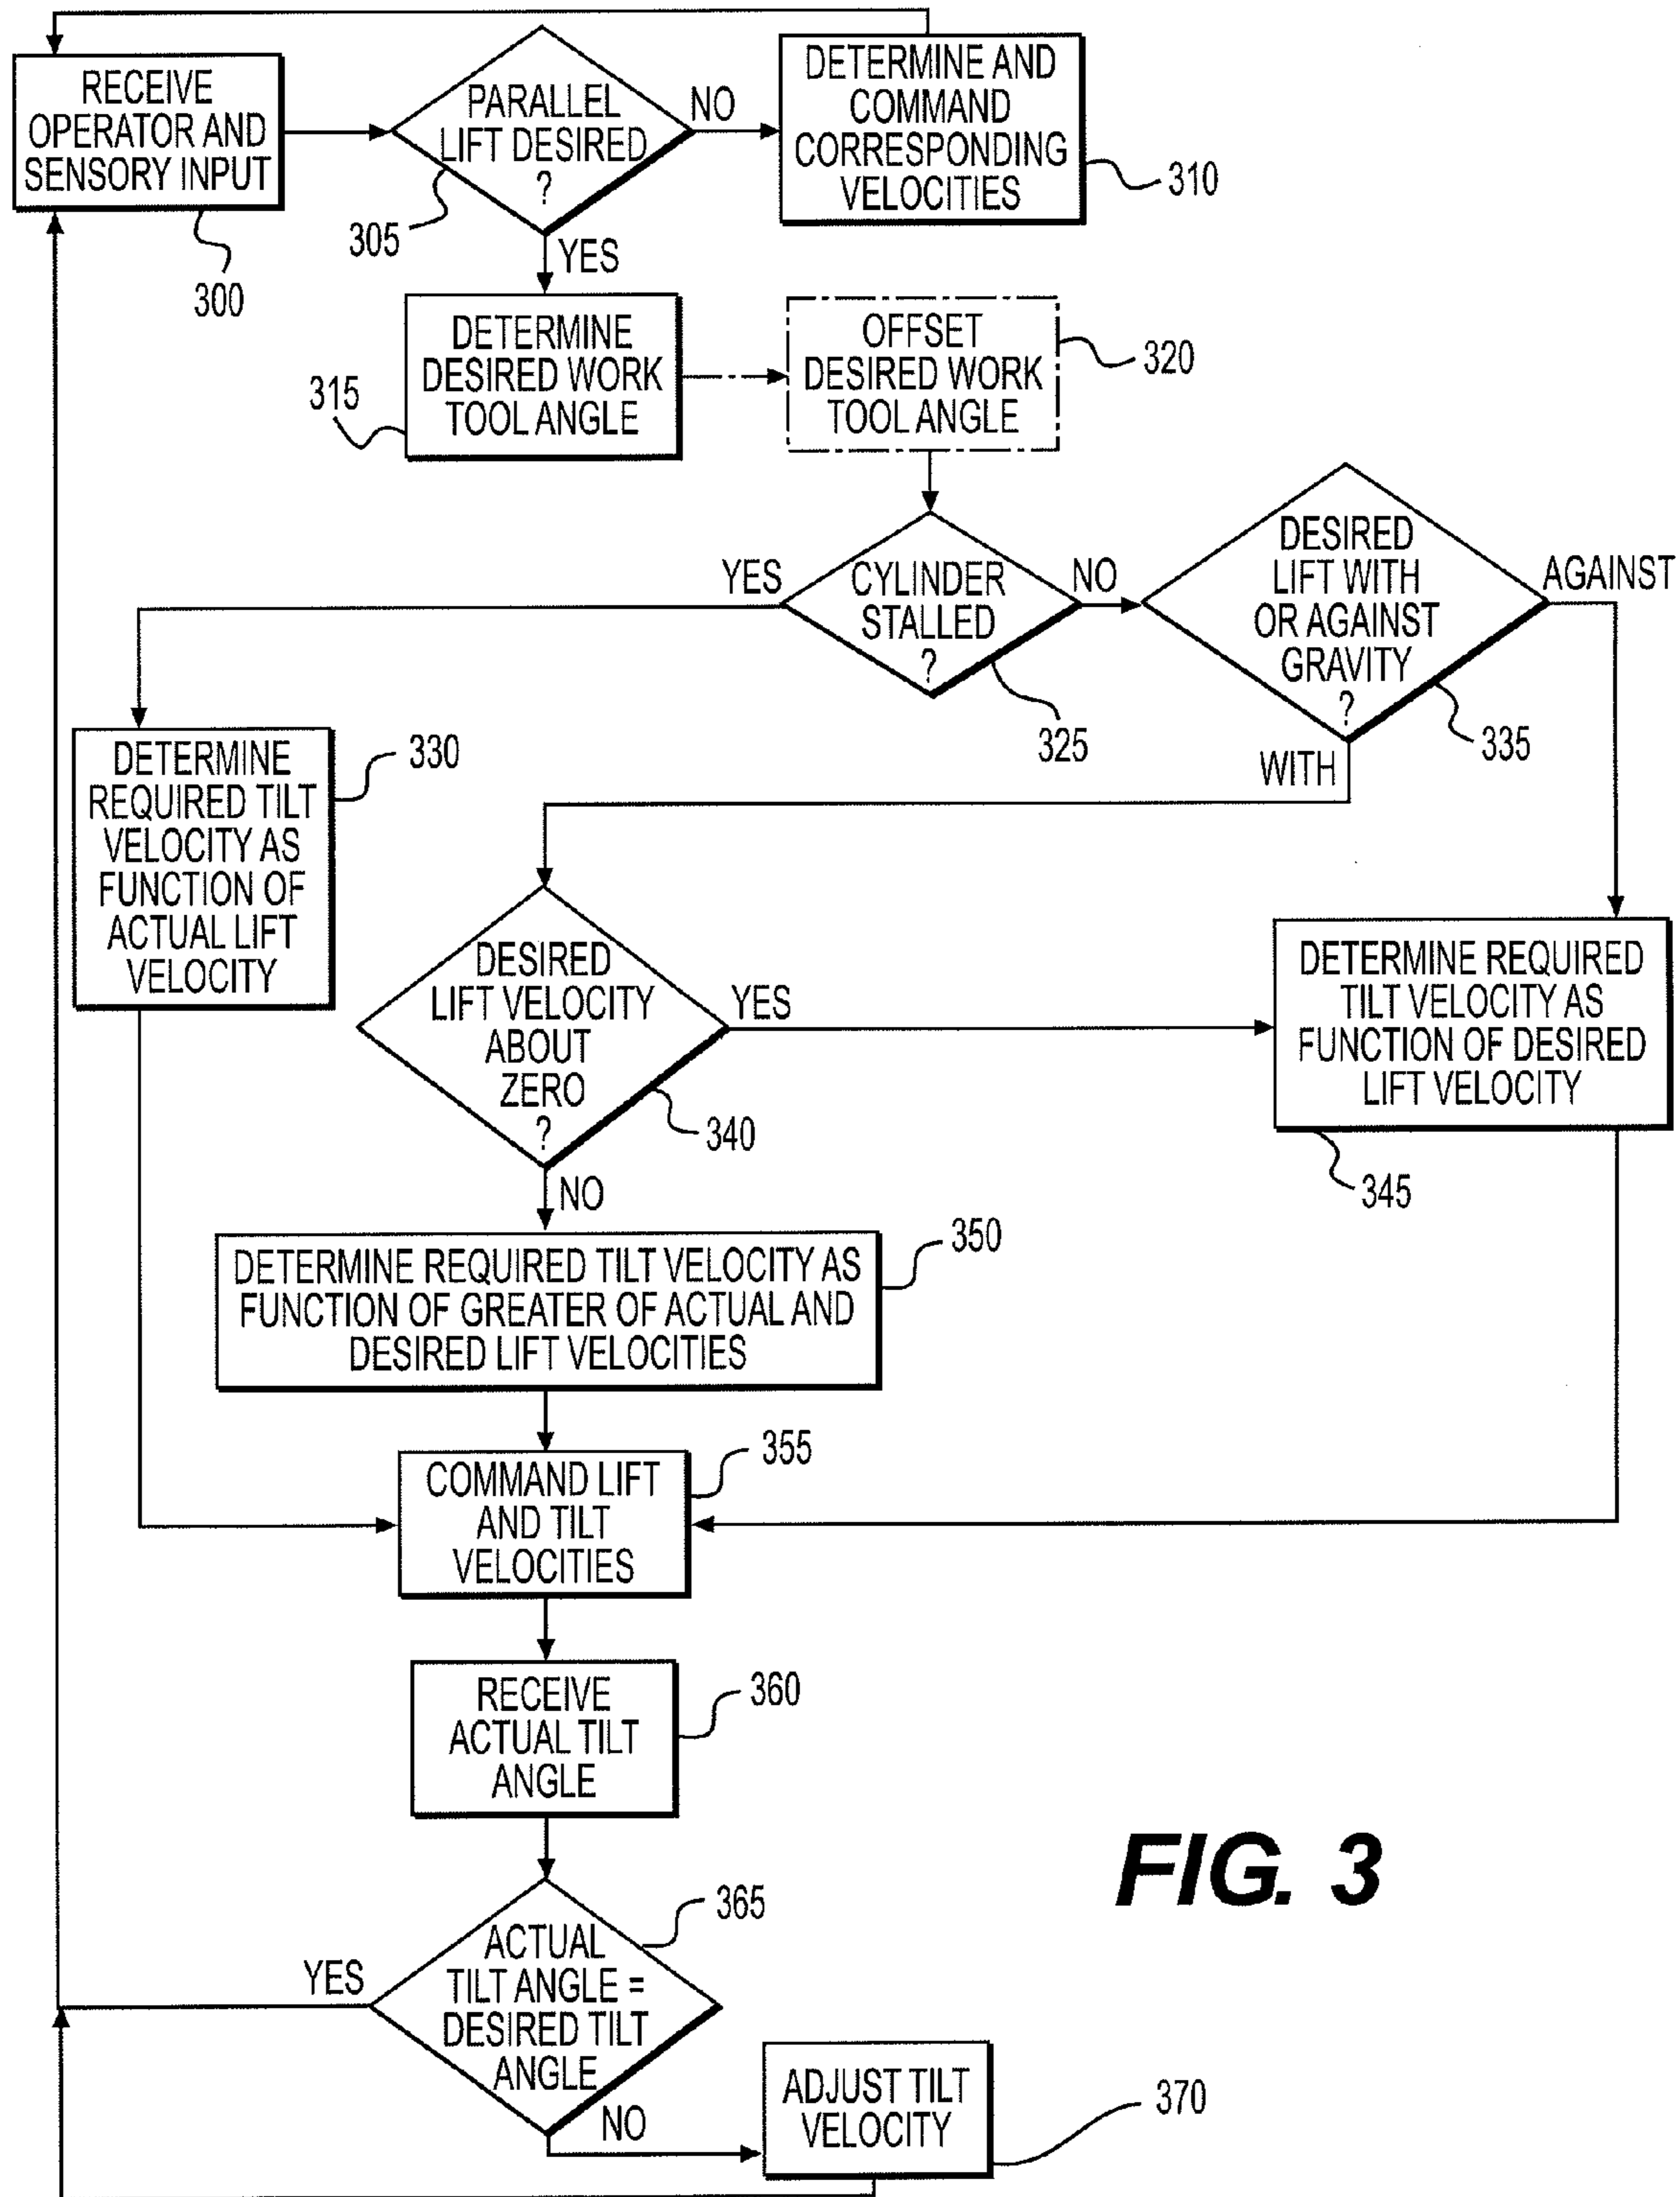 RECEIVE
OPERATOR AND
SENSORY INPUT
300
PARALLEL
LIFT DESIRED
?
305
NO
YES
DETERMINE AND
COMMAND
CORRESPONDING
VELOCITIES
310
DETERMINE
DESIRED WORK
TOOL ANGLE
315
OFFSET
DESIRED WORK
TOOL ANGLE
320
YES
CYLINDER
STALLED
?
325
NO
DESIRED
LIFT WITH
OR AGAINST
GRAVITY
?
335
AGAINST
WITH
DETERMINE
REQUIRED TILT
VELOCITY AS
FUNCTION OF
ACTUAL LIFT
VELOCITY
330
DESIRED
LIFT VELOCITY
ABOUT
ZERO
?
340
YES
NO
DETERMINE REQUIRED
TILT VELOCITY AS
FUNCTION OF DESIRED
LIFT VELOCITY
345
DETERMINE REQUIRED TILT VELOCITY AS
FUNCTION OF GREATER OF ACTUAL AND
DESIRED LIFT VELOCITIES
350
COMMAND LIFT
AND TILT
VELOCITIES
355
RECEIVE
ACTUAL TILT
ANGLE
360
ACTUAL
TILT ANGLE =
DESIRED TILT
ANGLE
365
YES
NO
ADJUST TILT
VELOCITY
370
FIG. 3